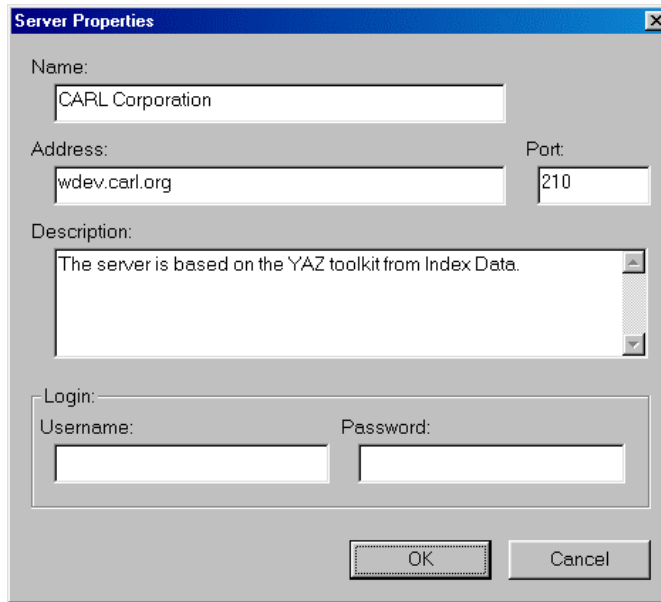 Server Properties
Name:
CARL Corporation
Address: Port:
wdev.carl.org 210
Description:
The server is based on the YAZ toolkit from Index Data.
Login:
Username: Password:
OK Cancel